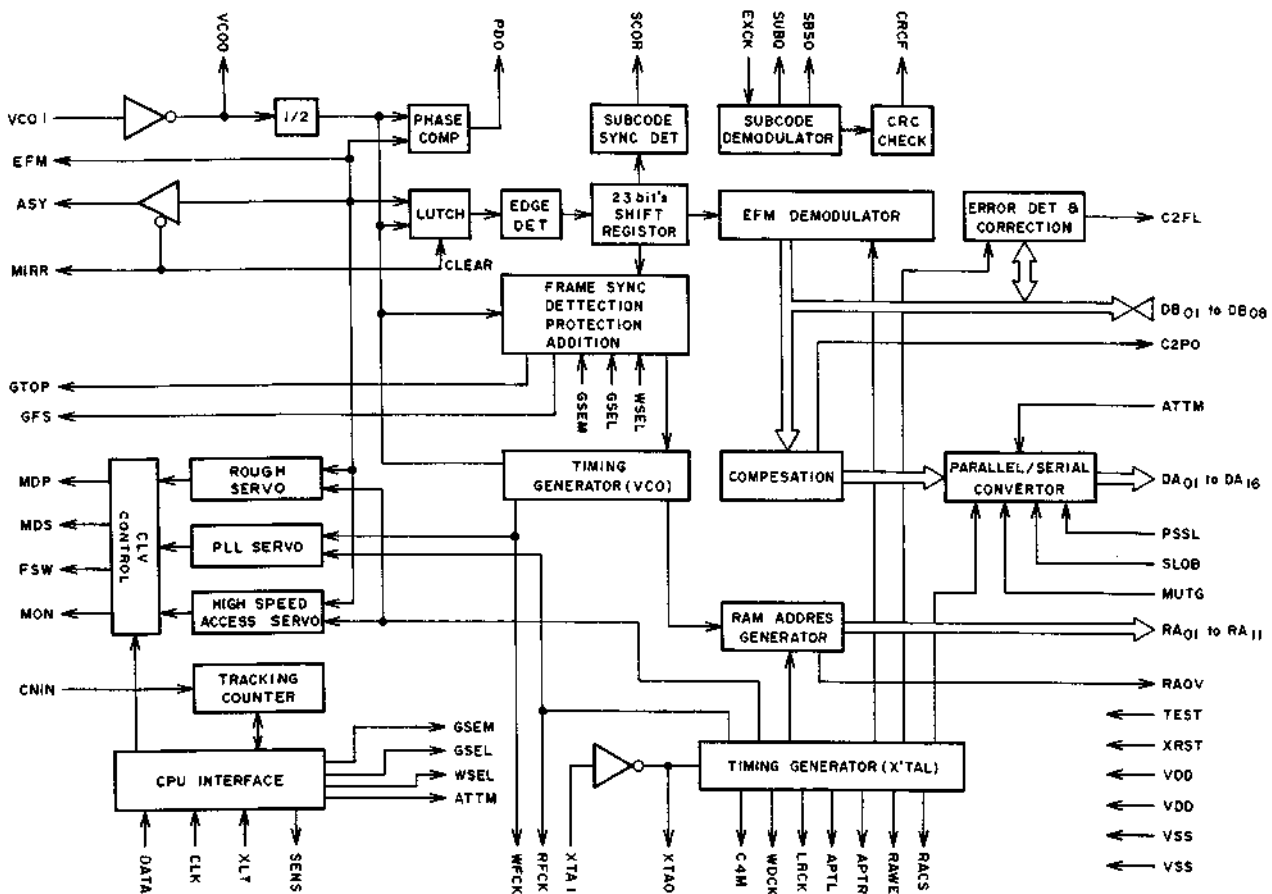 VCOO
PDO
SCOR
EXCK
SUBQ
SBSO
CRCF
VCO I
1/2
PHASE
COMP
SUBCODE
SYNC DET
SUBCODE
DEMODULATOR
CRC
CHECK
EFM
ASY
LUTCH
EDGE
DET
23 bit's
SHIFT
REGISTOR
EFM DEMODULATOR
ERROR DET &
CORRECTION
C2FL
MIRR
CLEAR
FRAME SYNC
DETTECTION
PROTECTION
ADDITION
DB01 to DB08
C2PO
GTOP
GFS
GSEM
GSEL
WSEL
ATTM
MDP
MDS
FSW
MON
CLV
CONTROL
ROUGH
SERVO
TIMING
GENERATOR (VCO)
COMPESATION
PARALLEL/SERIAL
CONVERTOR
DA01 to DA16
PLL SERVO
PSSL
SLOB
MUTG
HIGH SPEED
ACCESS SERVO
RAM ADDRES
GENERATOR
RA01 to RA11
CNIN
TRACKING
COUNTER
RAOV
TEST
XRST
VDD
VDD
VSS
VSS
CPU INTERFACE
GSEM
GSEL
WSEL
ATTM
TIMING GENERATOR (X'TAL)
DATA
CLK
XLT
SENS
WFCK
RFCK
XTAI
XTAO
C4M
WDCK
LRCK
APTL
APTR
RAWE
RACS